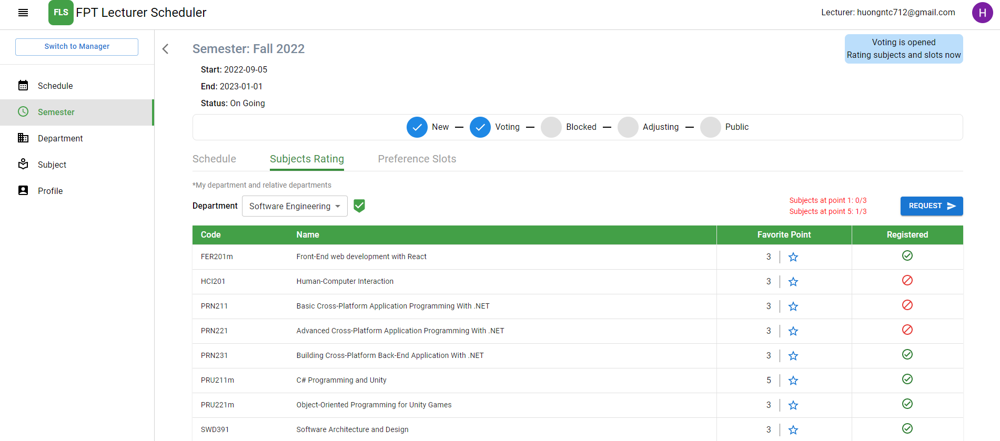 FLS FPT Lecturer Scheduler
Lecturer: huongntc712@gmail.com
H
Switch to Manager
Schedule
Semester
Department
Subject
Profile
Semester: Fall 2022
Voting is opened
Rating subjects and slots now
Start: 2022-09-05
End: 2023-01-01
Status: On Going
New Voting Blocked Adjusting Public
Schedule Subjects Rating Preference Slots
*My department and relative departments
Department Software Engineering
Subjects at point 1: 0/3
Subjects at point 5: 1/3
REQUEST
Code Name Favorite Point Registered
FER201m Front-End web development with React 3
HCI201 Human-Computer Interaction 3
PRN211 Basic Cross-Platform Application Programming With .NET 3
PRN221 Advanced Cross-Platform Application Programming With .NET 3
PRN231 Building Cross-Platform Back-End Application With .NET 3
PRU211m C# Programming and Unity 5
PRU221m Object-Oriented Programming for Unity Games 3
SWD391 Software Architecture and Design 3